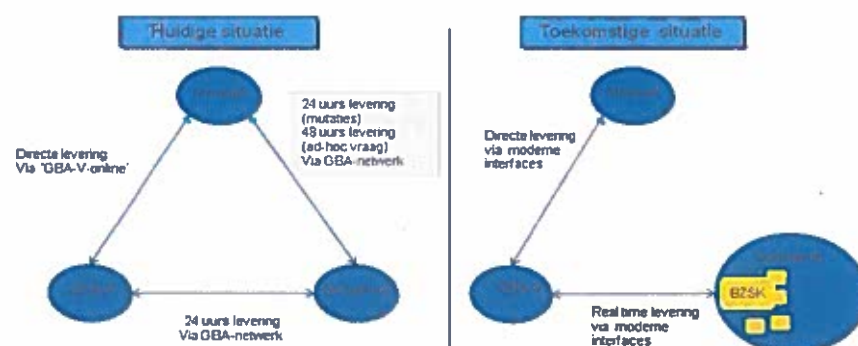 Huidige situatie
24 uurs levering
(mutaties)
48 uurs levering
(ad-hoc vraag)
Via GBA-netwerk
Directe levering
Via 'GBA-V-online'
24 uurs levering
Via GBA-netwerk
Toekomstige situatie
Directe levering
via moderne
interfaces
BZSK
Real time levering
via moderne
interfaces